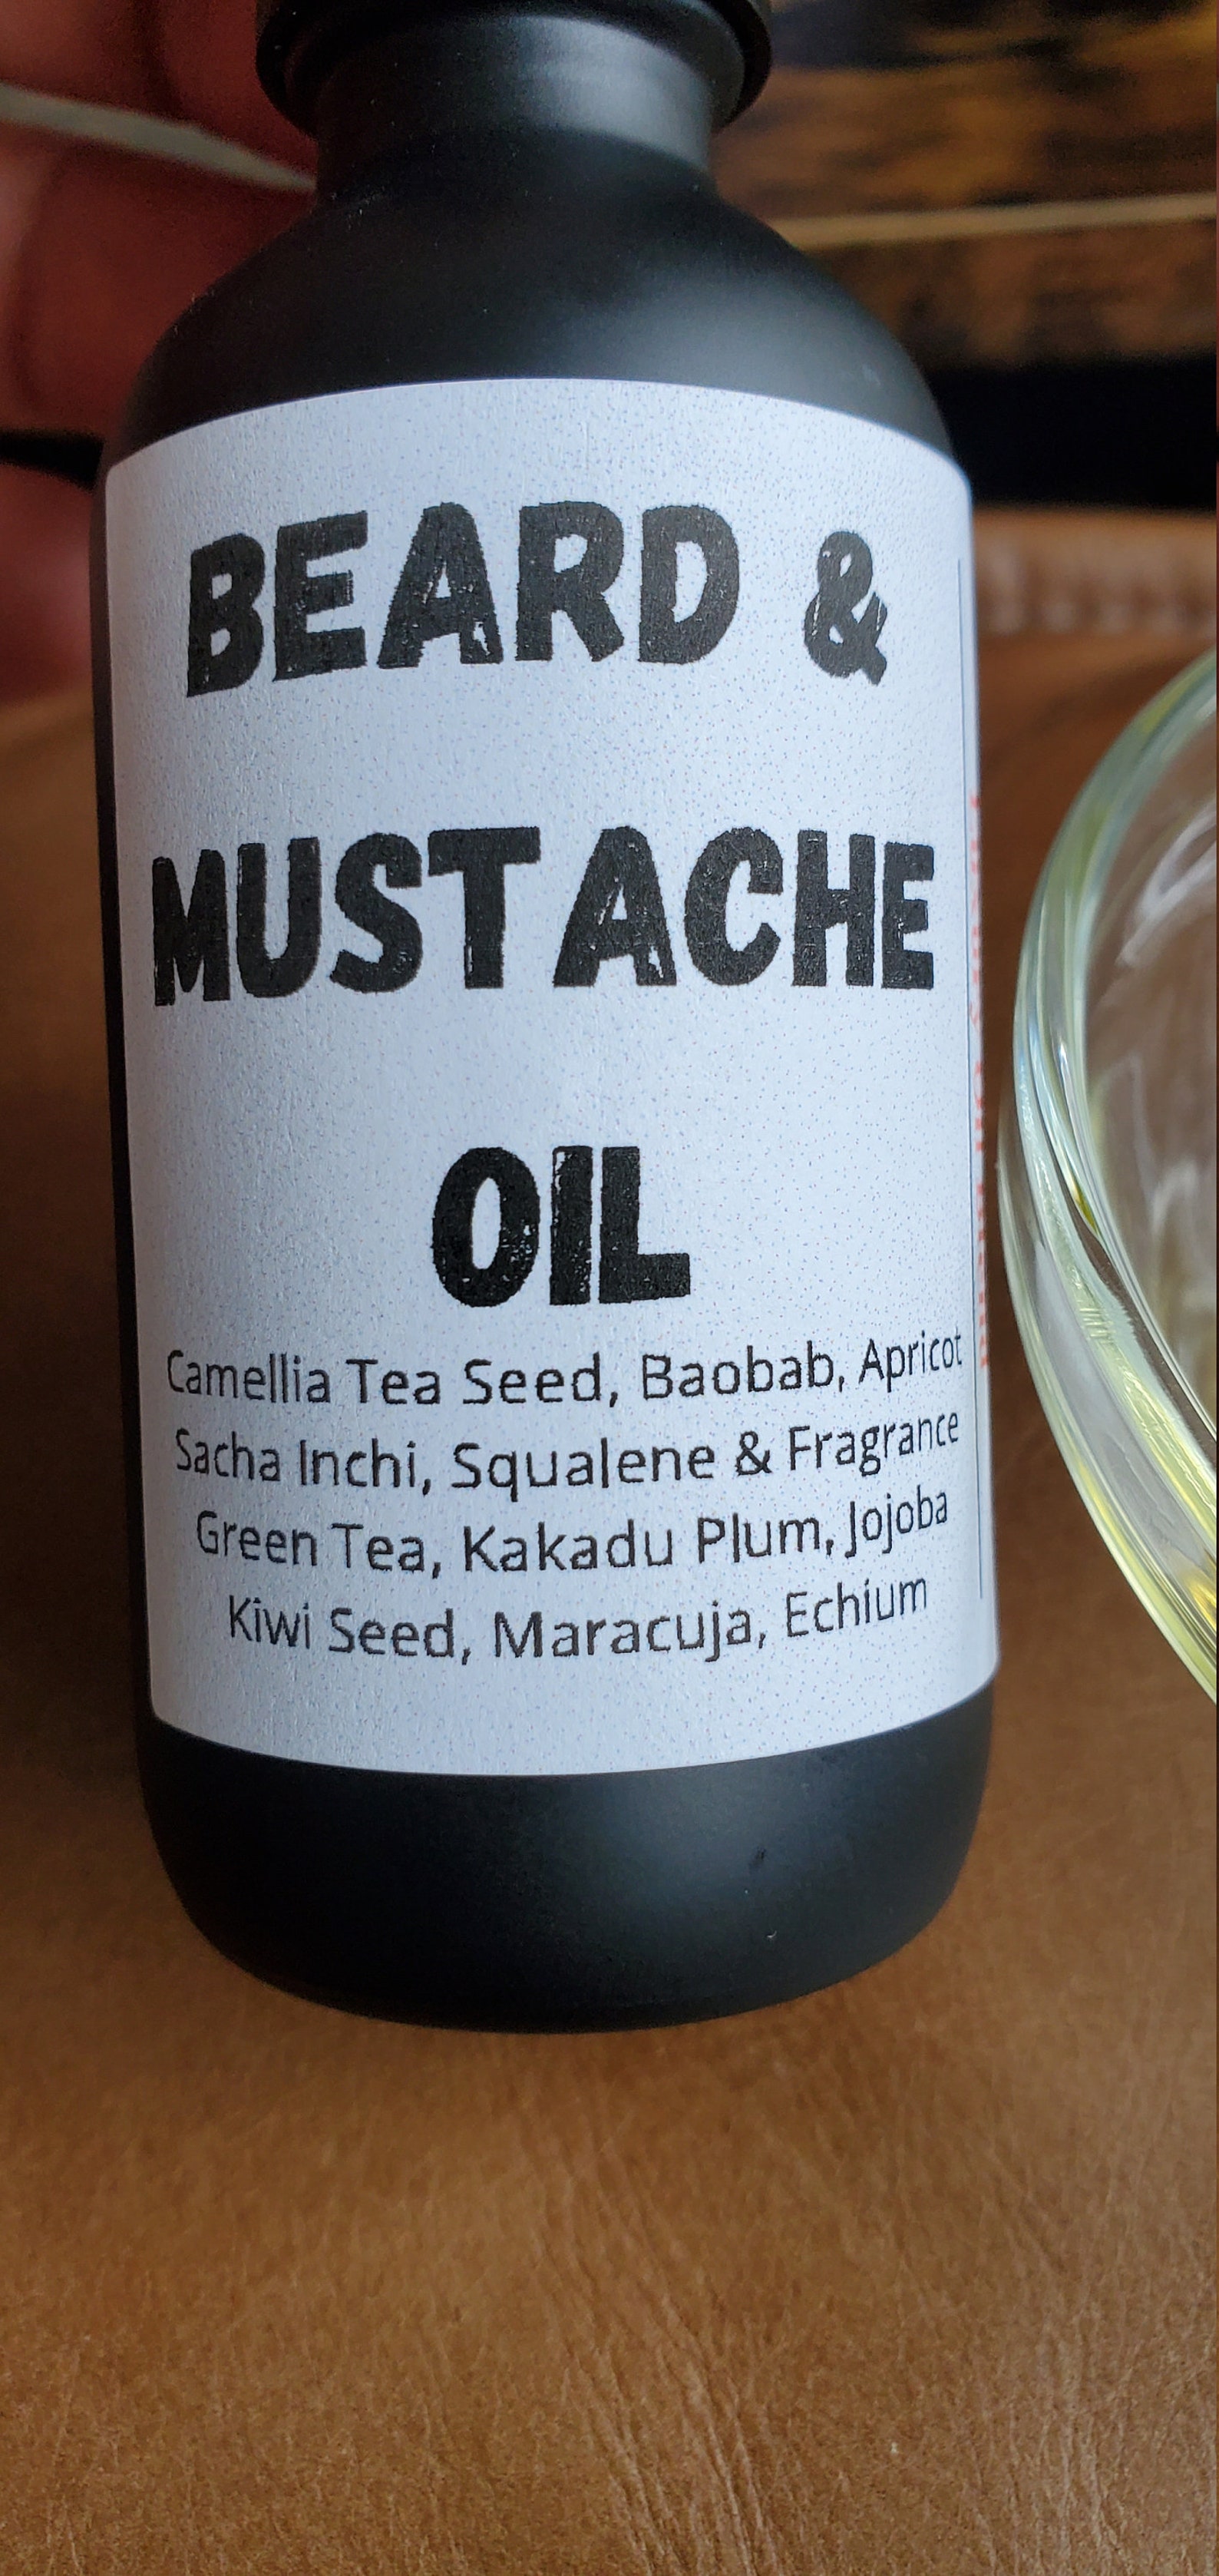 BEARD &
MUSTACHE
OIL
Camellia Tea Seed, Baobab, Apricot
Sacha Inchi, Squalene & Fragrance
Green Tea, Kakadu Plum, Jojoba
Kiwi Seed, Maracuja, Echium